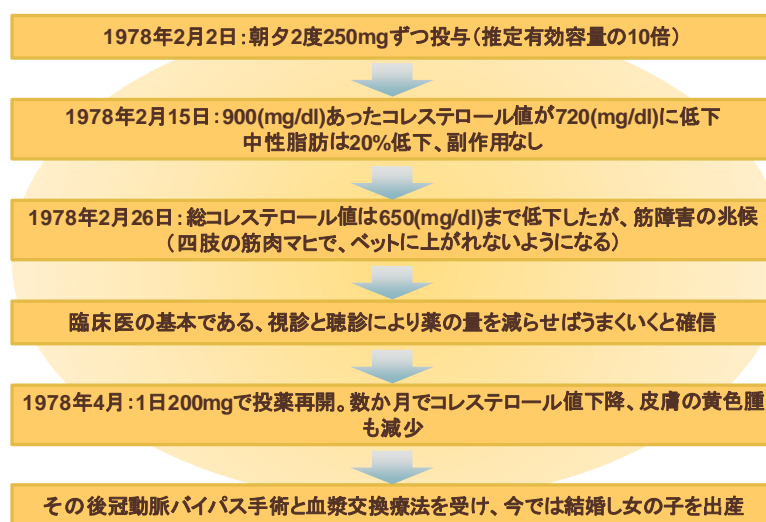 1978年2月2日：朝夕2度250mgずつ投与（推定有効容量の10倍）
1978年2月15日：900(mg/dl)あったコレステロール値が720(mg/dl)に低下
中性脂肪は20%低下、副作用なし
1978年2月26日：総コレステロール値は650(mg/dl)まで低下したが、筋障害の兆候
（四肢の筋肉マヒで、ベットに上がれないようになる）
臨床医の基本である、視診と聴診により薬の量を減らせばうまくいくと確信
1978年4月：1日200mgで投薬再開。数か月でコレステロール値下降、皮膚の黄色腫
も減少
その後冠動脈バイパス手術と血漿交換療法を受け、今では結婚し女の子を出産